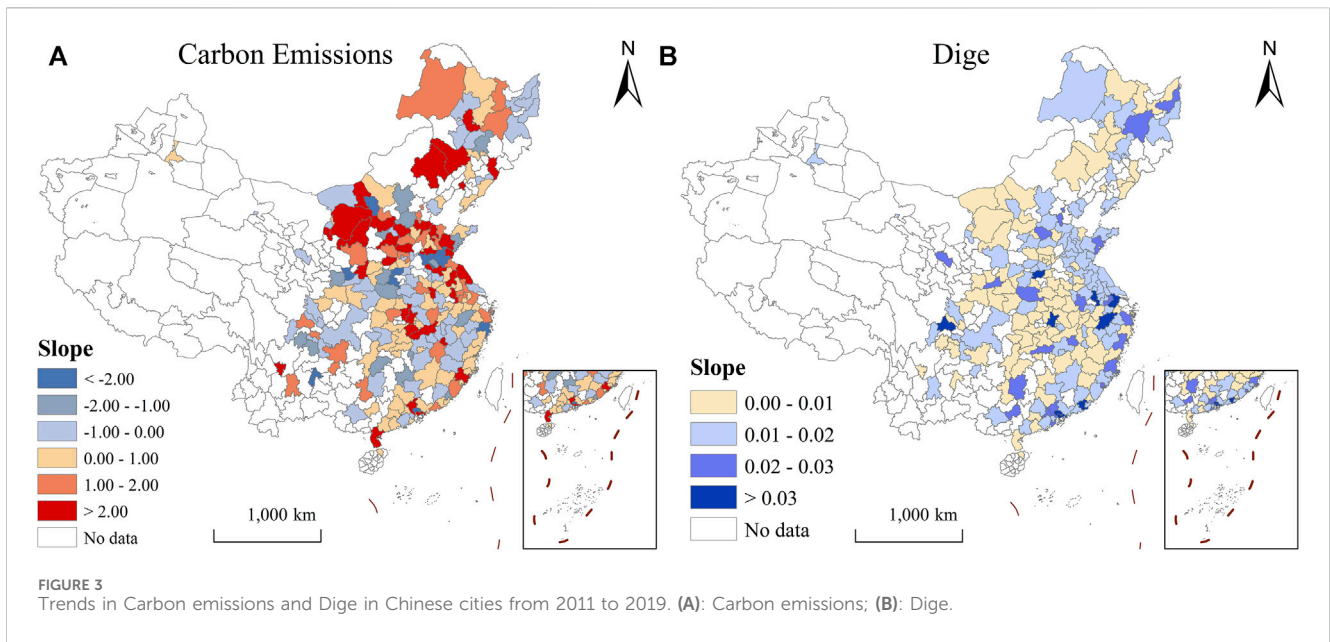 A
Carbon Emissions
N
Slope
< -2.00
-2.00 - -1.00
-1.00 - 0.00
0.00 - 1.00
1.00 - 2.00
> 2.00
No data
1,000 km
B
Dige
N
Slope
0.00 - 0.01
0.01 - 0.02
0.02 - 0.03
> 0.03
No data
1,000 km
FIGURE 3
Trends in Carbon emissions and Dige in Chinese cities from 2011 to 2019. (A): Carbon emissions; (B): Dige.